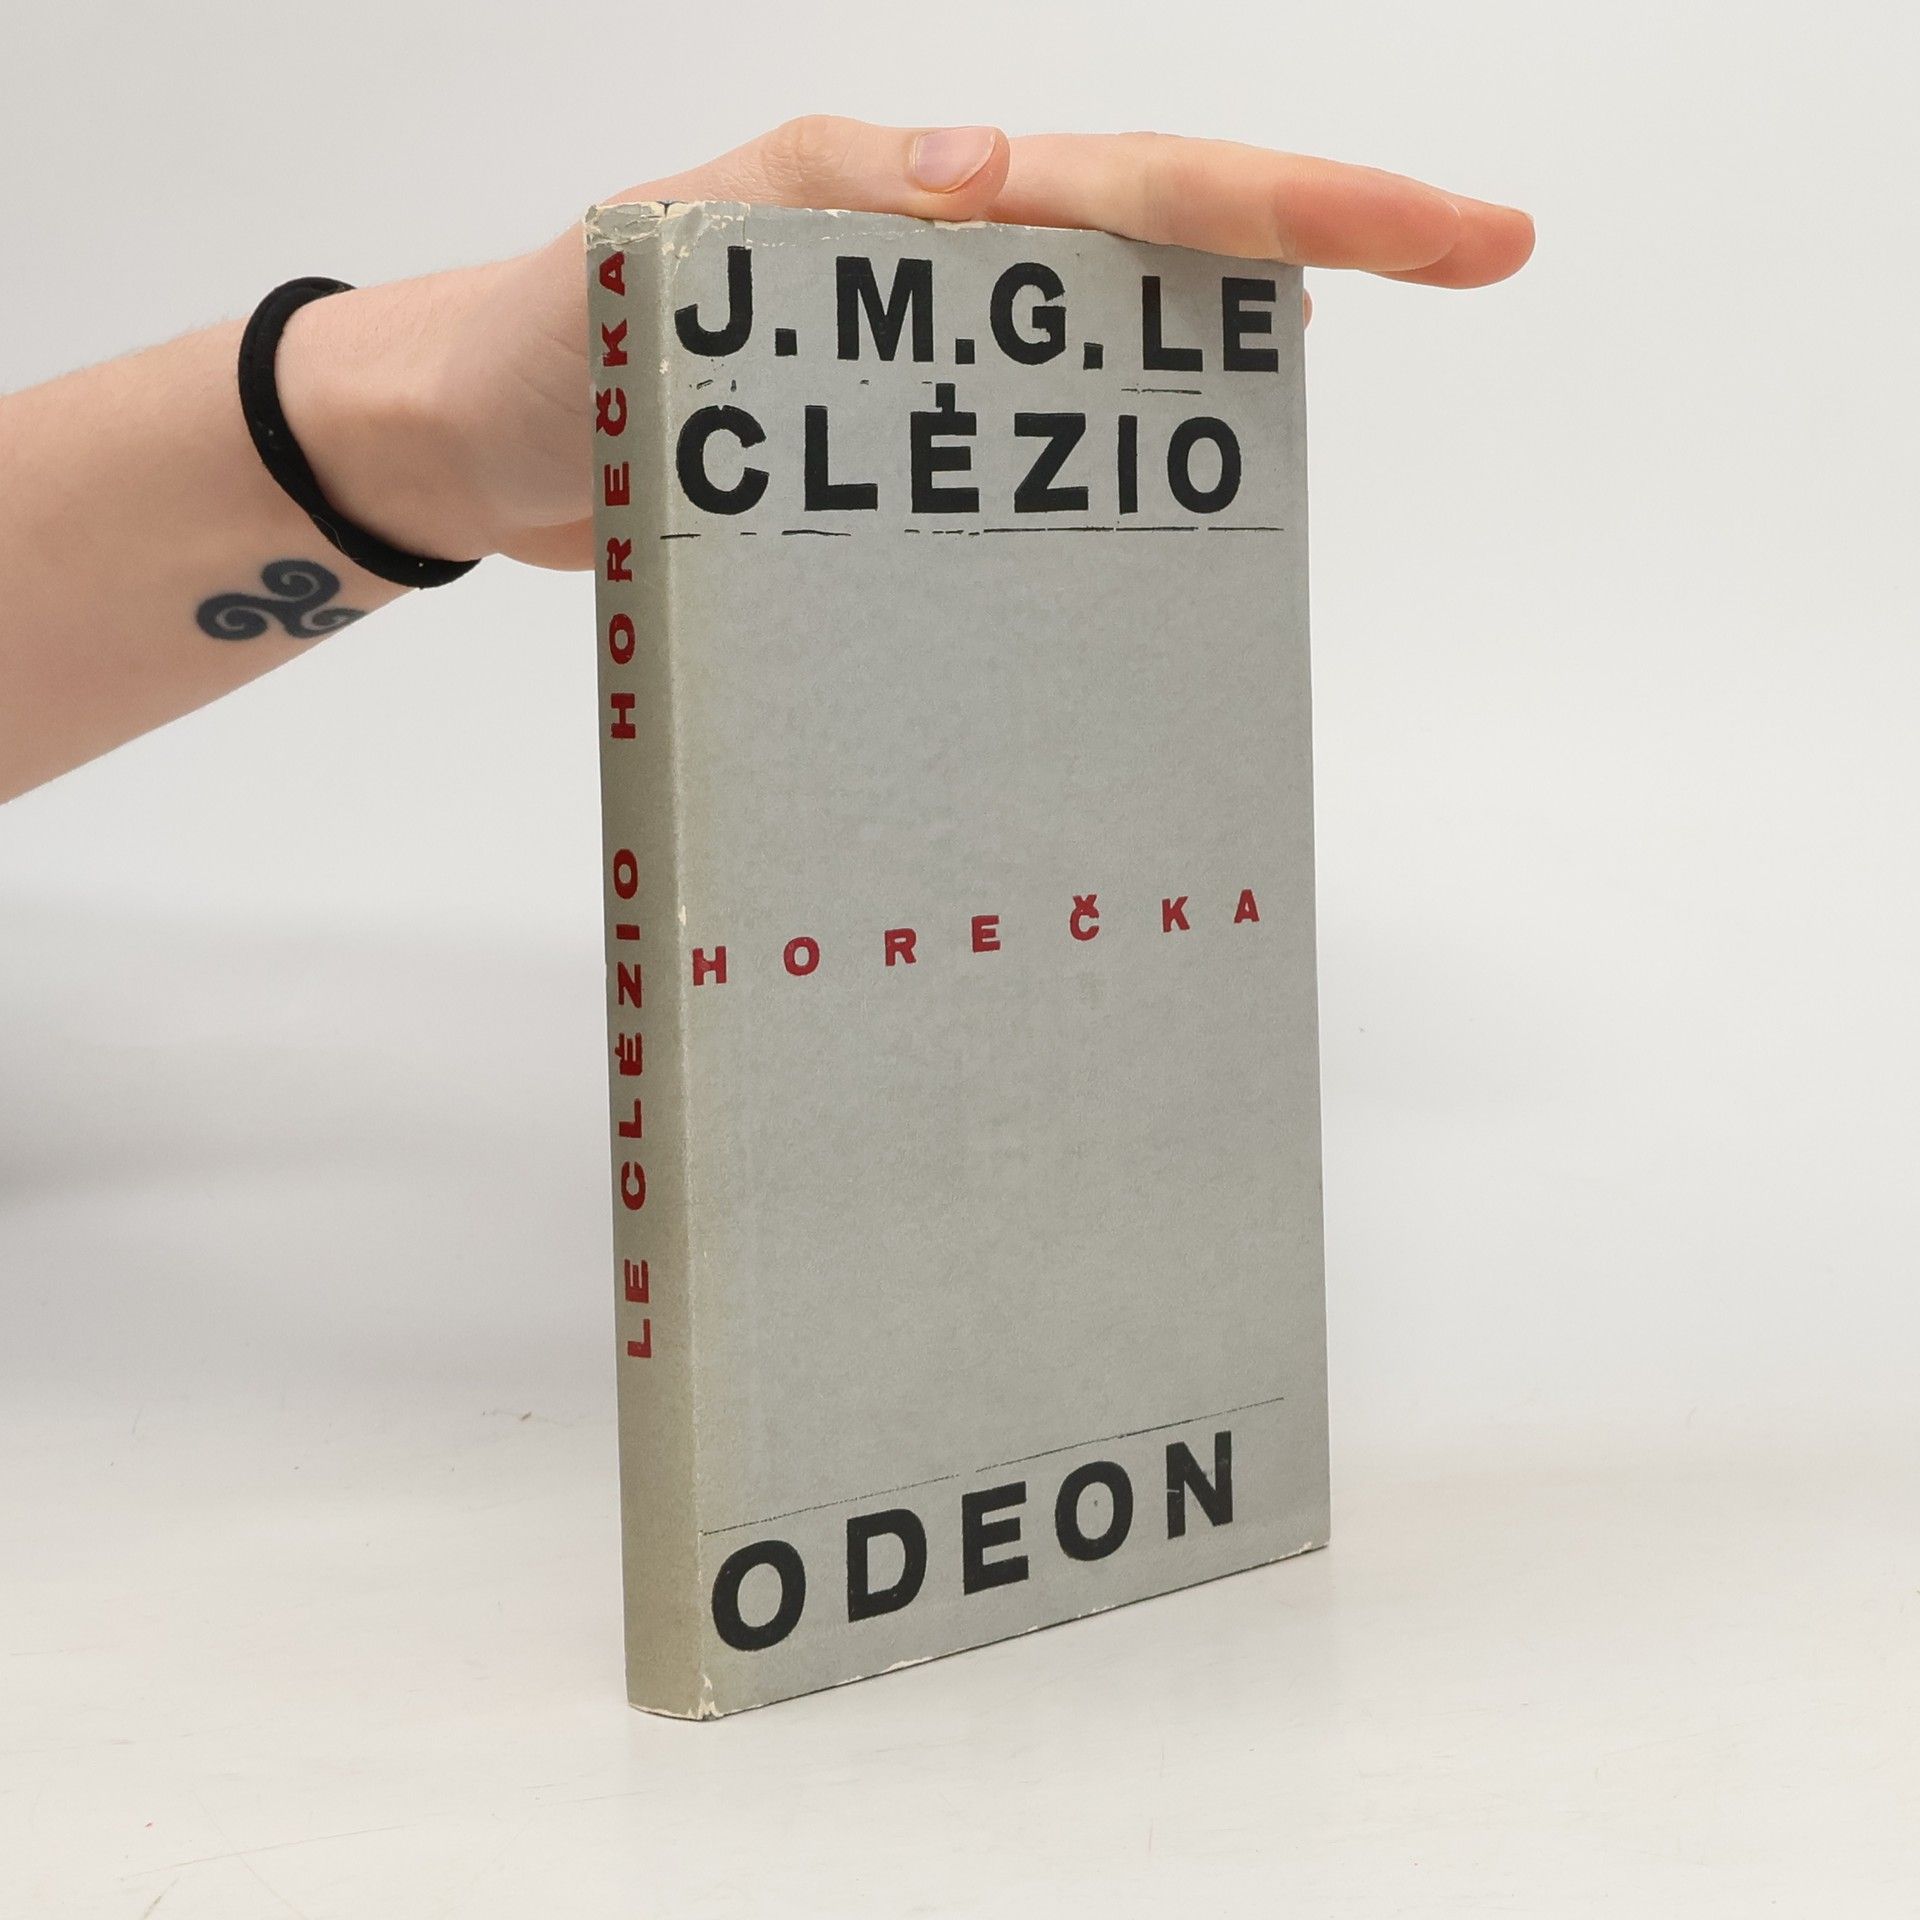 LE CLÉZIO HOREČKA
J. M. G. LE
CLÉZIO
HOREČKA
ODEON